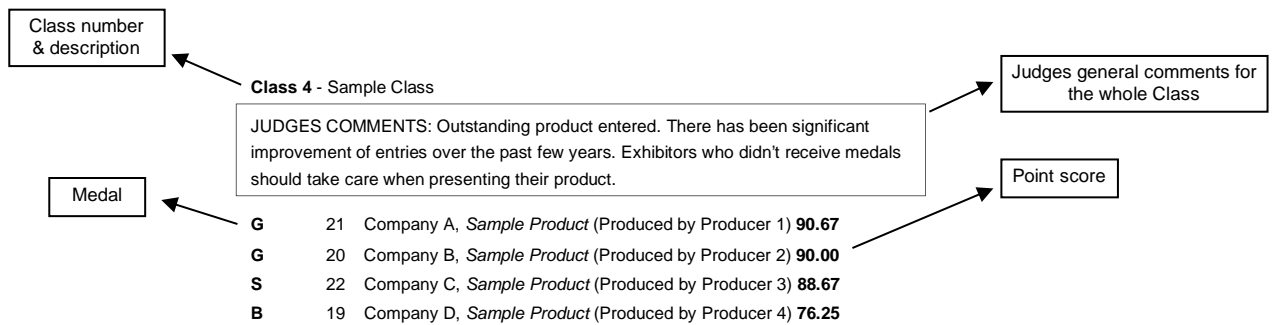 Class number
& description
Class 4 - Sample Class
Judges general comments for
the whole Class
JUDGES COMMENTS: Outstanding product entered. There has been significant
improvement of entries over the past few years. Exhibitors who didn't receive medals
should take care when presenting their product.
Medal
Point score
G 21 Company A, Sample Product (Produced by Producer 1) 90.67
G 20 Company B, Sample Product (Produced by Producer 2) 90.00
S 22 Company C, Sample Product (Produced by Producer 3) 88.67
B 19 Company D, Sample Product (Produced by Producer 4) 76.25